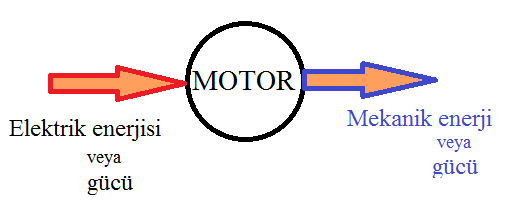 MOTOR
Elektrik enerjisi
veya
gücü
Mekanik enerji
veya
gücü